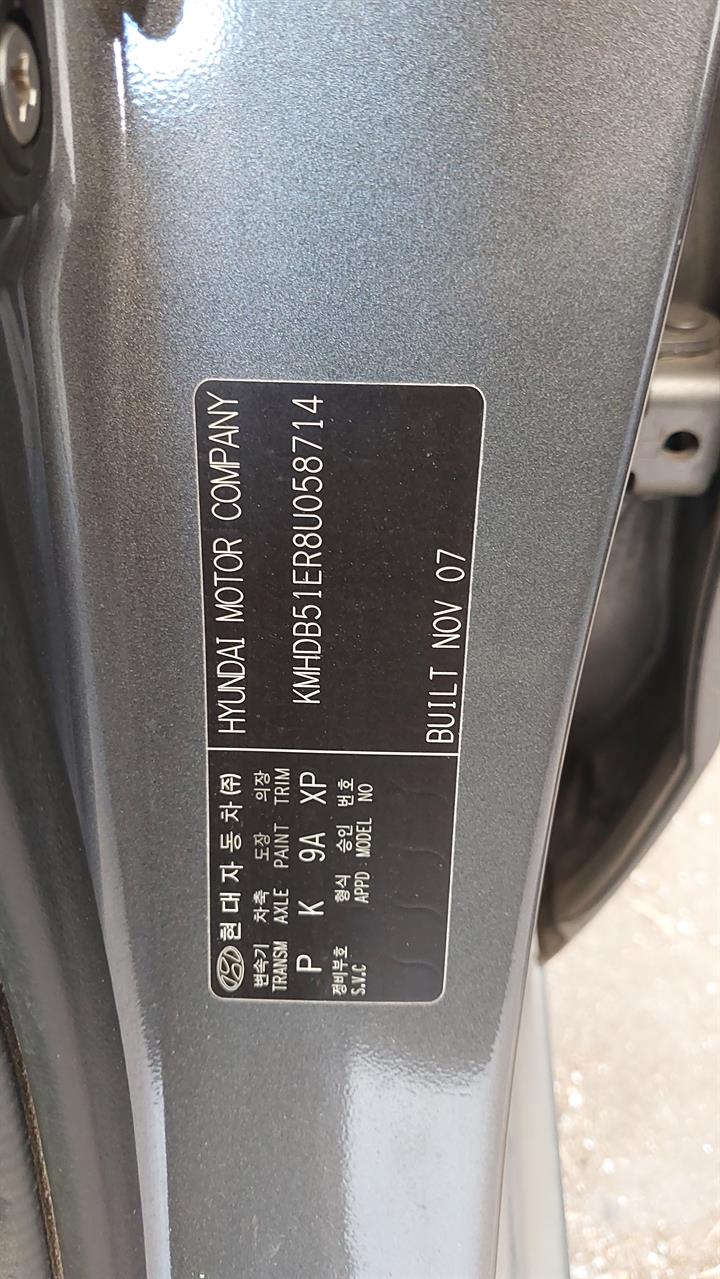 현대자동차(주)
HYUNDAI MOTOR COMPANY
변속기 차축 도장 의장
TRANSM AXLE PAINT TRIM
P K 9A XP
KMHDB51ER8U058714
정비부호 형식 승인 번호
S.V.C APPD MODEL NO
BUILT NOV 07